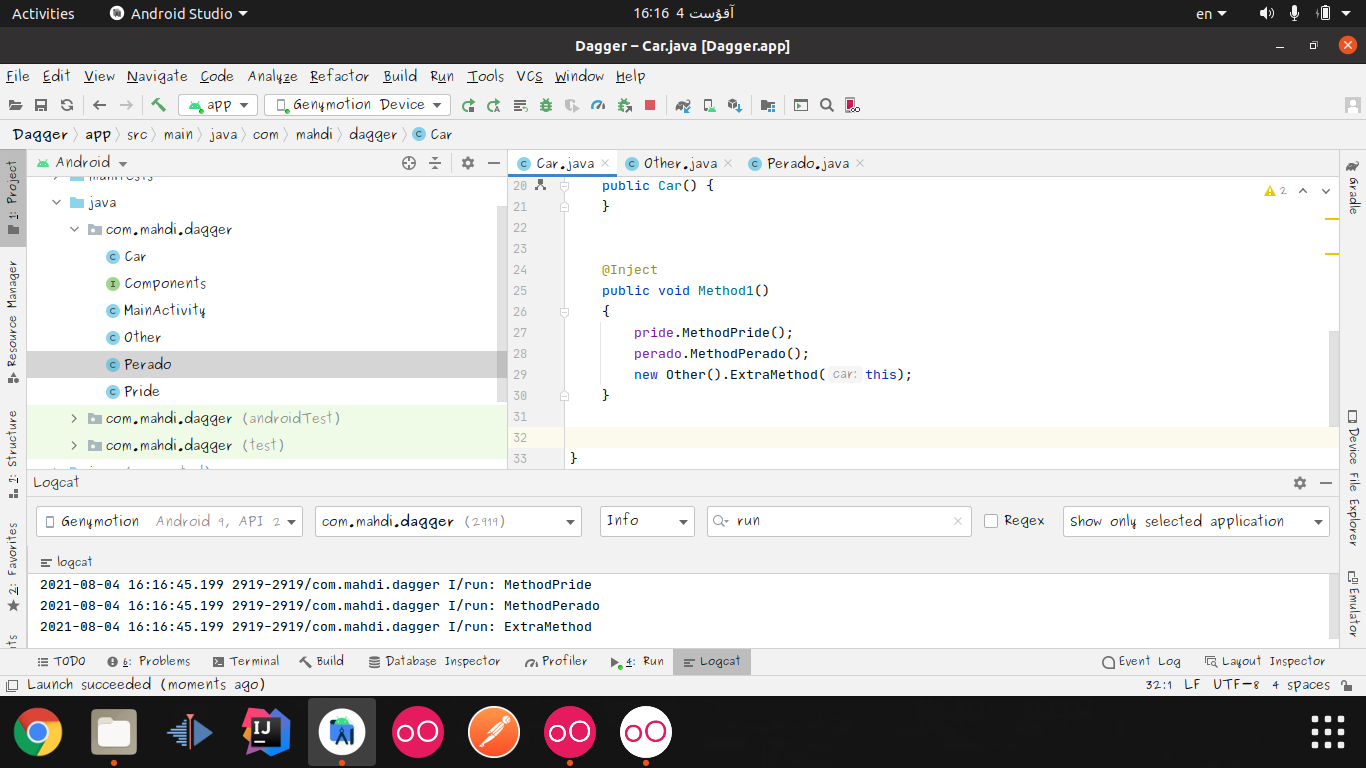 Activities Android Studio 16:16 4 آقۇست en
Dagger – Car.java [Dagger.app]
File Edit View Navigate Code Analyze Refactor Build Run Tools VCS Window Help
app Genymotion Device
Dagger app src main java com mahdi dagger Car
Android
Car.java Other.java Perado.java
manifests
java
com.mahdi.dagger
Car
Components
MainActivity
Other
Perado
Pride
com.mahdi.dagger (androidTest)
com.mahdi.dagger (test)
20 public Car() {
21 }
22
23
24 @Inject
25 public void Method1()
26 {
27 pride.MethodPride();
28 perado.MethodPerado();
29 new Other().ExtraMethod( car: this);
30 }
31
32
33 }
2
1: Project
Resource Manager
1: Structure
2: Favorites
Gradle
Device File Explorer
Emulator
Logcat
Genymotion Android 9, API 2
com.mahdi.dagger (2919)
Info
run
Regex
Show only selected application
logcat
2021-08-04 16:16:45.199 2919-2919/com.mahdi.dagger I/run: MethodPride
2021-08-04 16:16:45.199 2919-2919/com.mahdi.dagger I/run: MethodPerado
2021-08-04 16:16:45.199 2919-2919/com.mahdi.dagger I/run: ExtraMethod
TODO 6: Problems Terminal Build Database Inspector Profiler 4: Run Logcat Event Log Layout Inspector
Launch succeeded (moments ago) 32:1 LF UTF-8 4 spaces